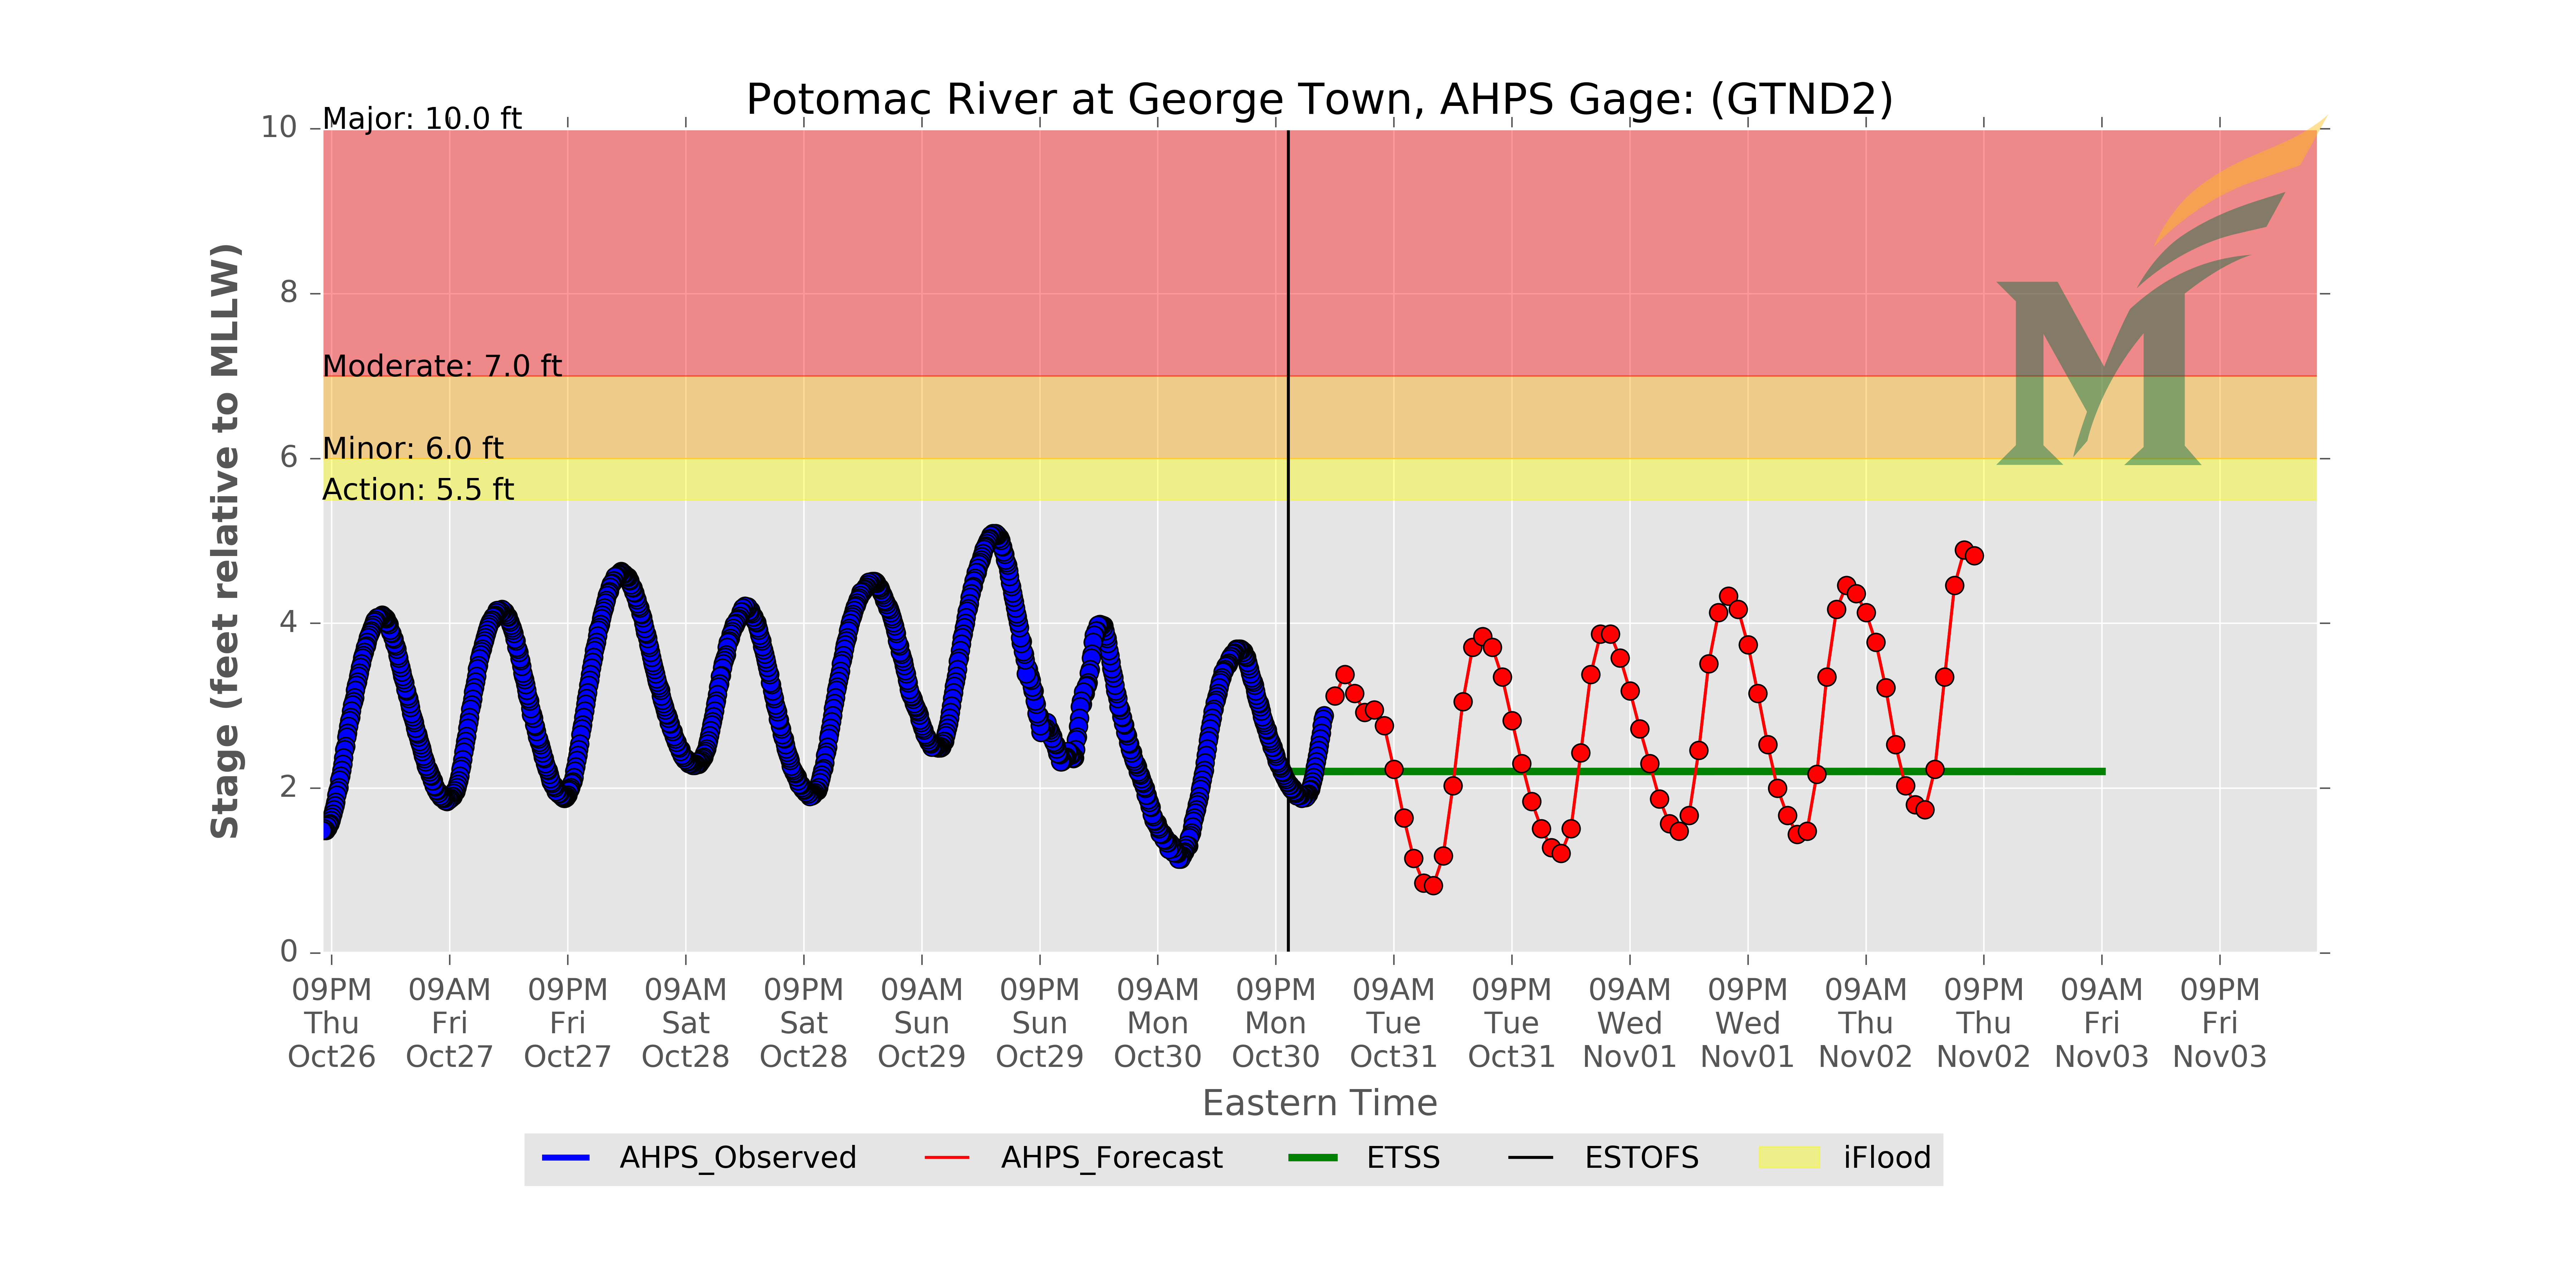 Potomac River at George Town, AHPS Gage: (GTND2)
Stage (feet relative to MLLW)
10
8
6
4
2
0
Major: 10.0 ft
Moderate: 7.0 ft
Minor: 6.0 ft
Action: 5.5 ft
M
09PM 09AM 09PM 09AM 09PM 09AM 09PM 09AM 09PM 09AM 09PM 09AM 09PM 09AM 09PM 09AM 09PM
Thu Fri Fri Sat Sat Sun Sun Mon Mon Tue Tue Wed Wed Thu Thu Fri Fri
Oct26 Oct27 Oct27 Oct28 Oct28 Oct29 Oct29 Oct30 Oct30 Oct31 Oct31 Nov01 Nov01 Nov02 Nov02 Nov03 Nov03
Eastern Time
AHPS_Observed AHPS_Forecast ETSS ESTOFS iFlood